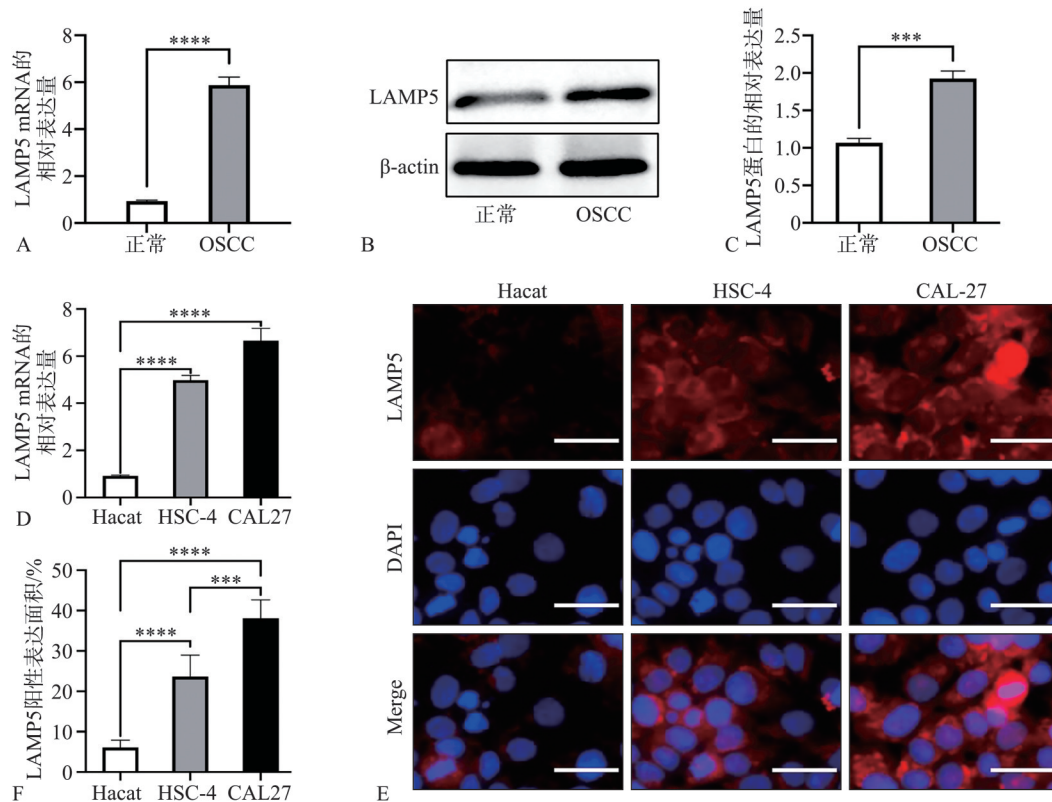 LAMP5 mRNA的
相对表达量
8
6
4
2
0
****
正常
OSCC
A
LAMP5
β-actin
正常
OSCC
B
LAMP5蛋白的相对表达量
2.5
2.0
1.5
1.0
0.5
0
***
正常
OSCC
C
LAMP5 mRNA的
相对表达量
8
6
4
2
0
****
****
Hacat
HSC-4
CAL27
D
Hacat
HSC-4
CAL-27
LAMP5
DAPI
Merge
E
LAMP5阳性表达面积/%
50
40
30
20
10
0
****
***
****
Hacat
HSC-4
CAL27
F